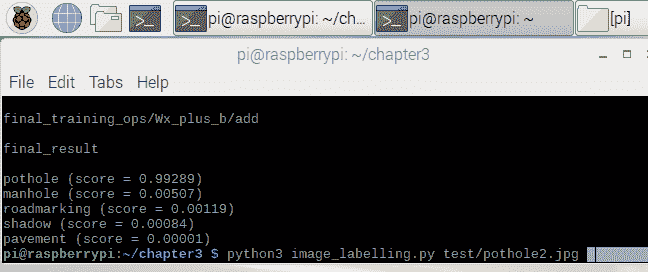 pi@raspberrypi: ~/ch... pi@raspberrypi: ~ [pi]
pi@raspberrypi: ~/chapter3
File Edit Tabs Help
final_training_ops/Wx_plus_b/add
final_result
pothole (score = 0.99289)
manhole (score = 0.00507)
roadmarking (score = 0.00119)
shadow (score = 0.00084)
pavement (score = 0.00001)
pi@raspberrypi:~/chapter3 $ python3 image_labelling.py test/pothole2.jpg